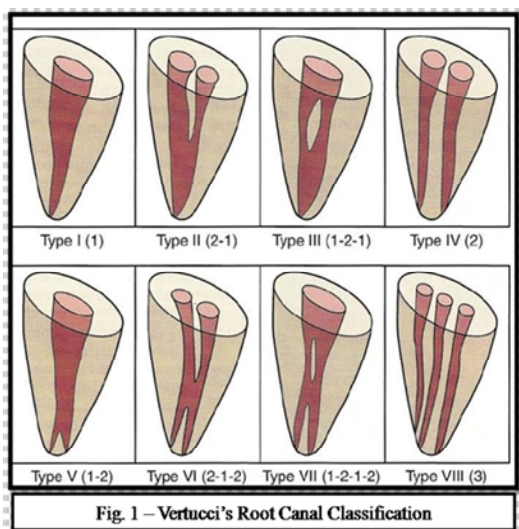 Type I (1) Type II (2-1) Type III (1-2-1) Type IV (2)
Type V (1-2) Type VI (2-1-2) Type VII (1-2-1-2) Type VIII (3)
Fig. 1 – Vertucci's Root Canal Classification